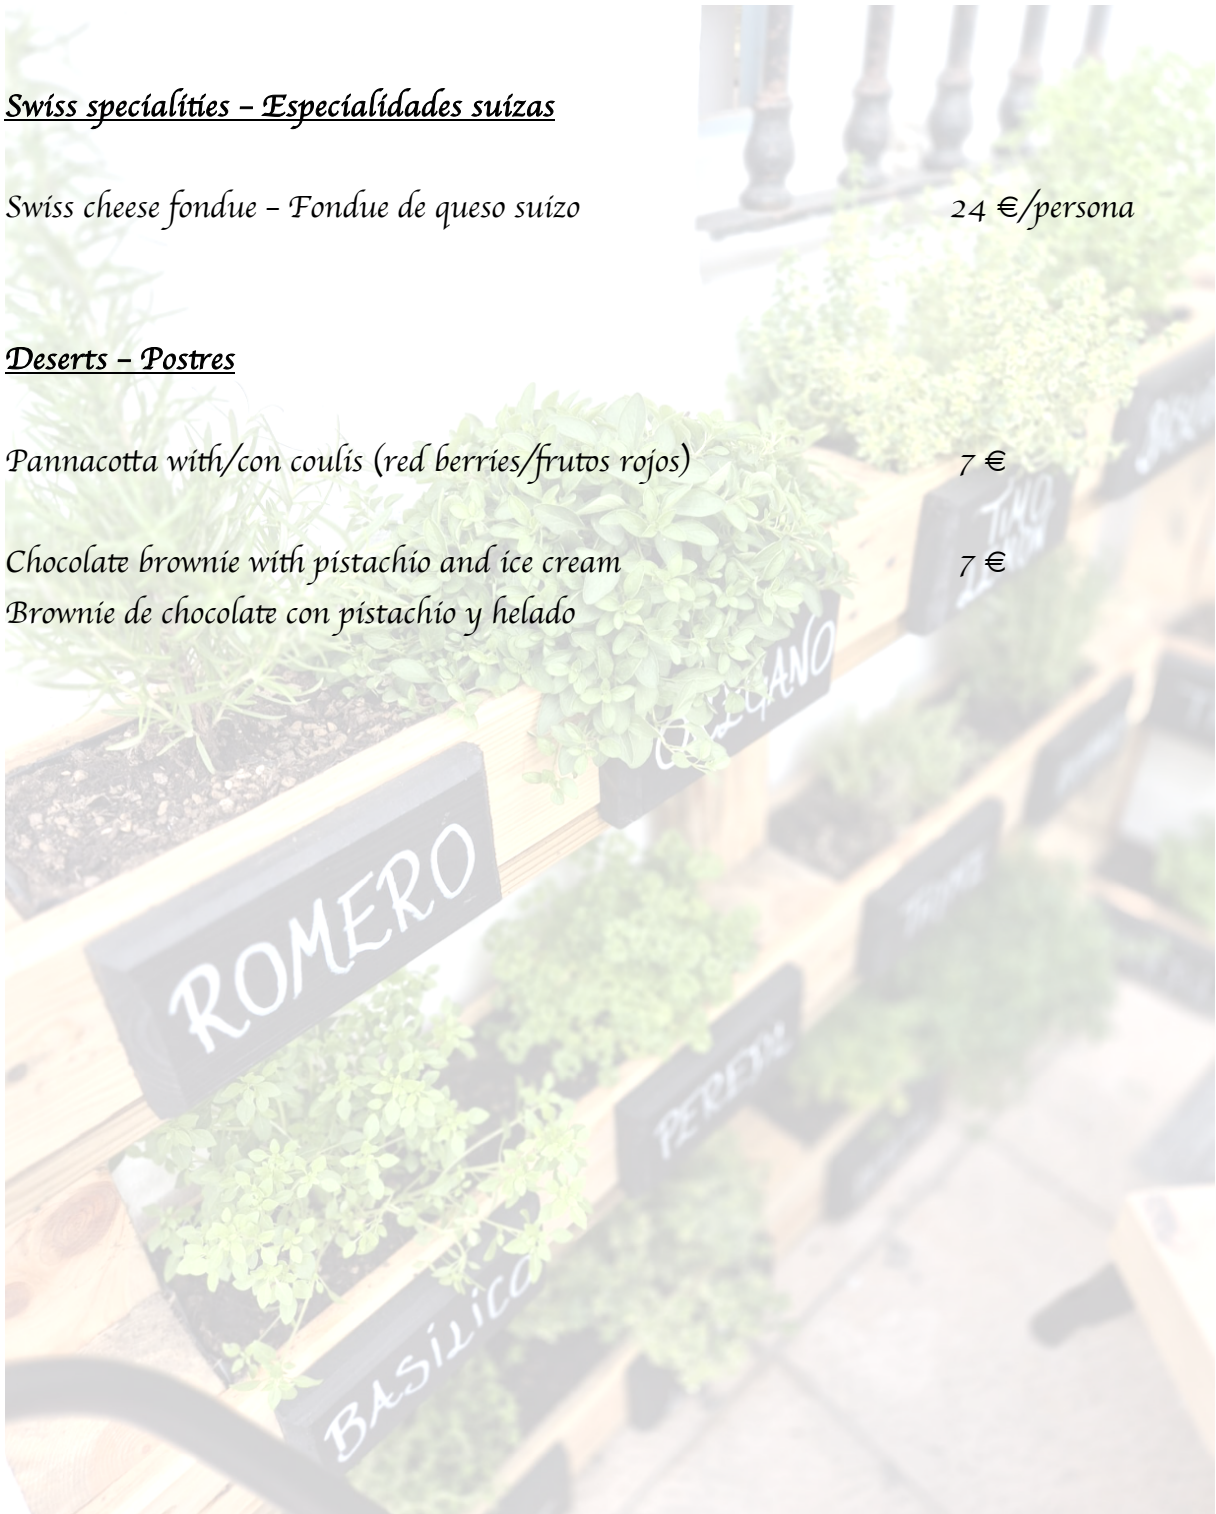 Swiss specialities – Especialidades suizas
Swiss cheese fondue – Fondue de queso suizo 24 €/persona
Deserts – Postres
Pannacotta with/con coulis (red berries/frutos rojos) 7 €
Chocolate brownie with pistachio and ice cream 7 €
Brownie de chocolate con pistachio y helado
TIMO
LIMON
ROMERO
PEREJIL
BASILICO